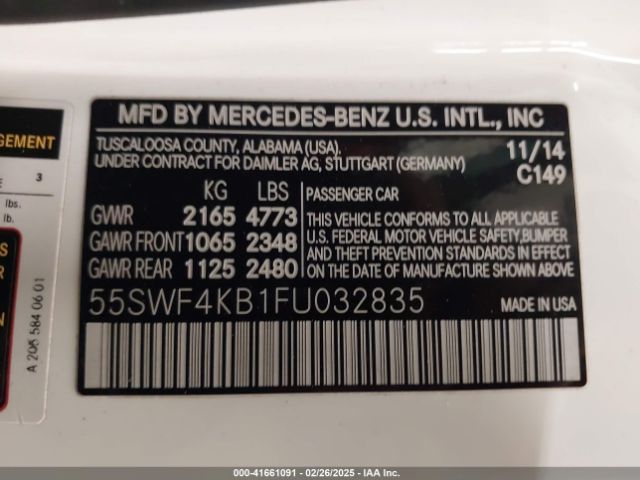 MFD BY MERCEDES-BENZ U.S. INTL., INC
TUSCALOOSA COUNTY, ALABAMA (USA). 11/14
UNDER CONTRACT FOR DAIMLER AG, STUTTGART (GERMANY) C149
KG LBS PASSENGER CAR
GWR 2165 4773
GAWR FRONT 1065 2348
GAWR REAR 1125 2480
THIS VEHICLE CONFORMS TO ALL APPLICABLE
U.S. FEDERAL MOTOR VEHICLE SAFETY, BUMPER
AND THEFT PREVENTION STANDARDS IN EFFECT
ON THE DATE OF MANUFACTURE SHOWN ABOVE.
55SWF4KB1FU032835 MADE IN USA
GEMENT
E 3
lbs.
lb.
S
R
N
A 206 584 06 01
000-41661091 - 02/26/2025 - IAA Inc.